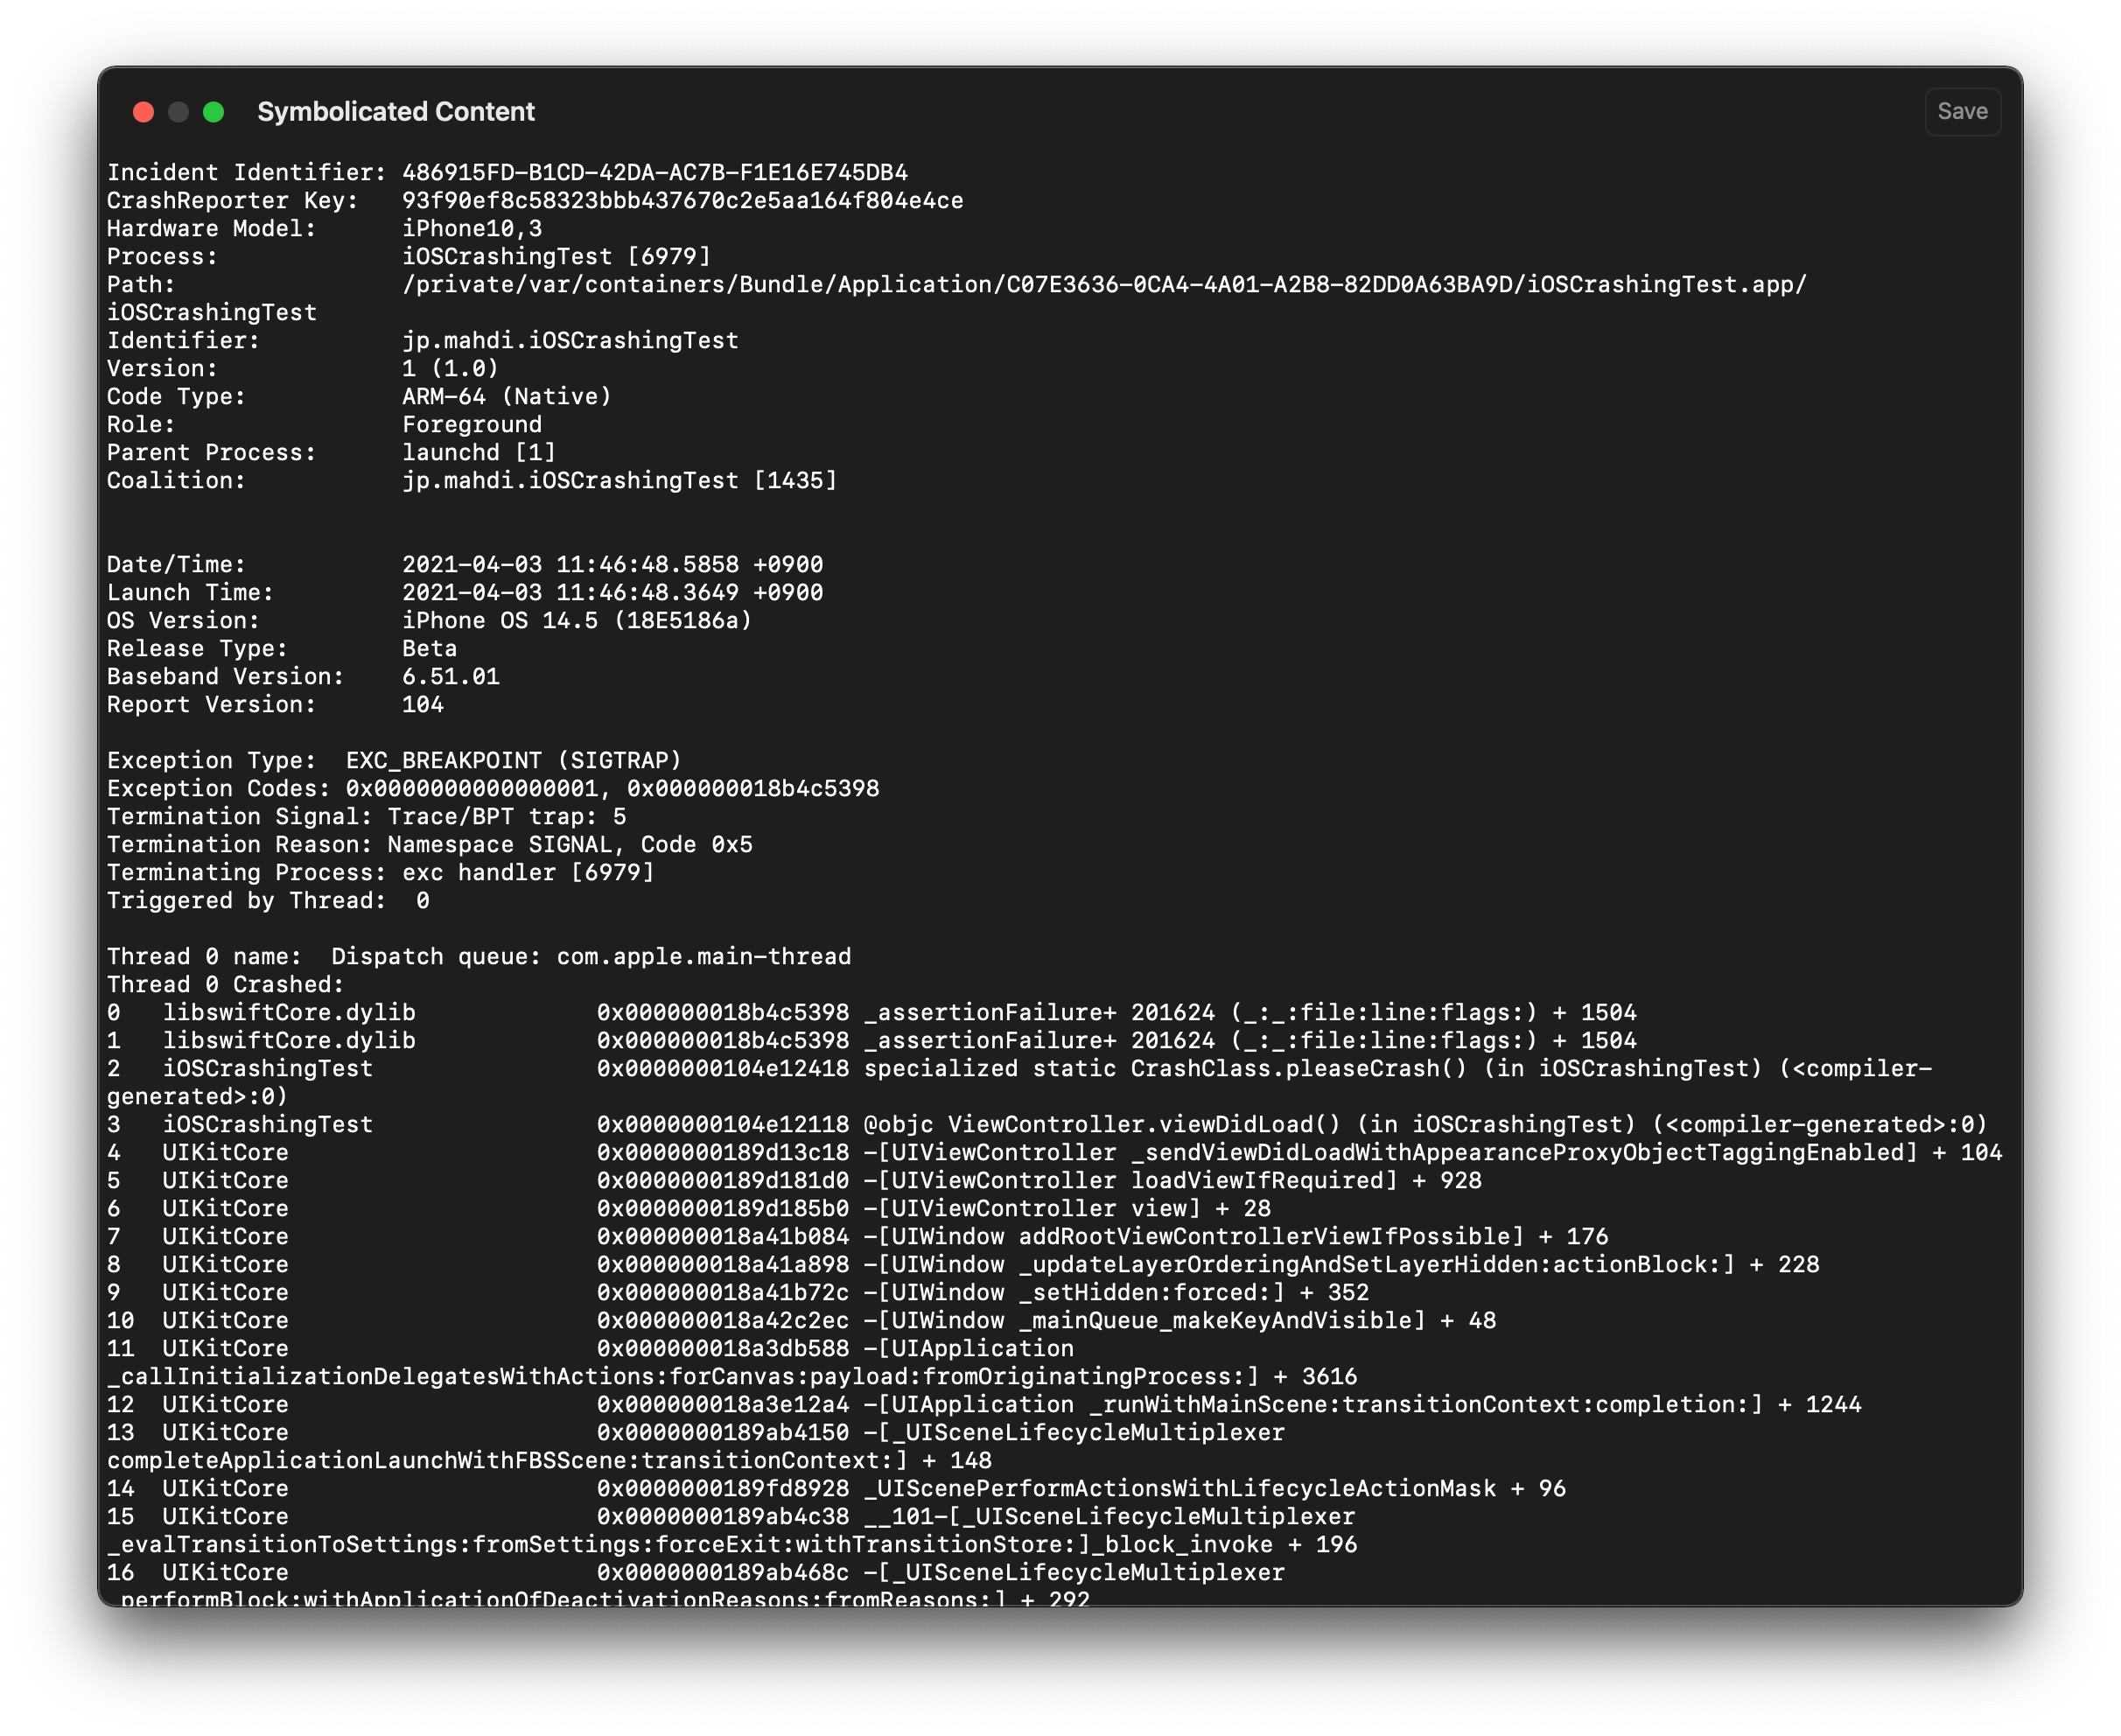 Symbolicated Content
Save
Incident Identifier: 486915FD-B1CD-42DA-AC7B-F1E16E745DB4
CrashReporter Key:   93f90ef8c58323bbb437670c2e5aa164f804e4ce
Hardware Model:      iPhone10,3
Process:             iOSCrashingTest [6979]
Path:                /private/var/containers/Bundle/Application/C07E3636-0CA4-4A01-A2B8-82DD0A63BA9D/iOSCrashingTest.app/
iOSCrashingTest
Identifier:          jp.mahdi.iOSCrashingTest
Version:             1 (1.0)
Code Type:           ARM-64 (Native)
Role:                Foreground
Parent Process:      launchd [1]
Coalition:           jp.mahdi.iOSCrashingTest [1435]
Date/Time:           2021-04-03 11:46:48.5858 +0900
Launch Time:         2021-04-03 11:46:48.3649 +0900
OS Version:          iPhone OS 14.5 (18E5186a)
Release Type:        Beta
Baseband Version:    6.51.01
Report Version:      104
Exception Type:  EXC_BREAKPOINT (SIGTRAP)
Exception Codes: 0x0000000000000001, 0x000000018b4c5398
Termination Signal: Trace/BPT trap: 5
Termination Reason: Namespace SIGNAL, Code 0x5
Terminating Process: exc handler [6979]
Triggered by Thread:  0
Thread 0 name:  Dispatch queue: com.apple.main-thread
Thread 0 Crashed:
0   libswiftCore.dylib             0x000000018b4c5398 _assertionFailure+ 201624 (_:_:file:line:flags:) + 1504
1   libswiftCore.dylib             0x000000018b4c5398 _assertionFailure+ 201624 (_:_:file:line:flags:) + 1504
2   iOSCrashingTest                0x0000000104e12418 specialized static CrashClass.pleaseCrash() (in iOSCrashingTest) (<compiler-
generated>:0)
3   iOSCrashingTest                0x0000000104e12118 @objc ViewController.viewDidLoad() (in iOSCrashingTest) (<compiler-generated>:0)
4   UIKitCore                      0x0000000189d13c18 -[UIViewController _sendViewDidLoadWithAppearanceProxyObjectTaggingEnabled] + 104
5   UIKitCore                      0x0000000189d181d0 -[UIViewController loadViewIfRequired] + 928
6   UIKitCore                      0x0000000189d185b0 -[UIViewController view] + 28
7   UIKitCore                      0x000000018a41b084 -[UIWindow addRootViewControllerViewIfPossible] + 176
8   UIKitCore                      0x000000018a41a898 -[UIWindow _updateLayerOrderingAndSetLayerHidden:actionBlock:] + 228
9   UIKitCore                      0x000000018a41b72c -[UIWindow _setHidden:forced:] + 352
10  UIKitCore                      0x000000018a42c2ec -[UIWindow _mainQueue_makeKeyAndVisible] + 48
11  UIKitCore                      0x000000018a3db588 -[UIApplication
_callInitializationDelegatesWithActions:forCanvas:payload:fromOriginatingProcess:] + 3616
12  UIKitCore                      0x000000018a3e12a4 -[UIApplication _runWithMainScene:transitionContext:completion:] + 1244
13  UIKitCore                      0x0000000189ab4150 -[_UISceneLifecycleMultiplexer
completeApplicationLaunchWithFBSScene:transitionContext:] + 148
14  UIKitCore                      0x0000000189fd8928 _UIScenePerformActionsWithLifecycleActionMask + 96
15  UIKitCore                      0x0000000189ab4c38 __101-[_UISceneLifecycleMultiplexer
_evalTransitionToSettings:fromSettings:forceExit:withTransitionStore:]_block_invoke + 196
16  UIKitCore                      0x0000000189ab468c -[_UISceneLifecycleMultiplexer
_performBlock:withApplicationOfDeactivationReasons:fromReasons:] + 292